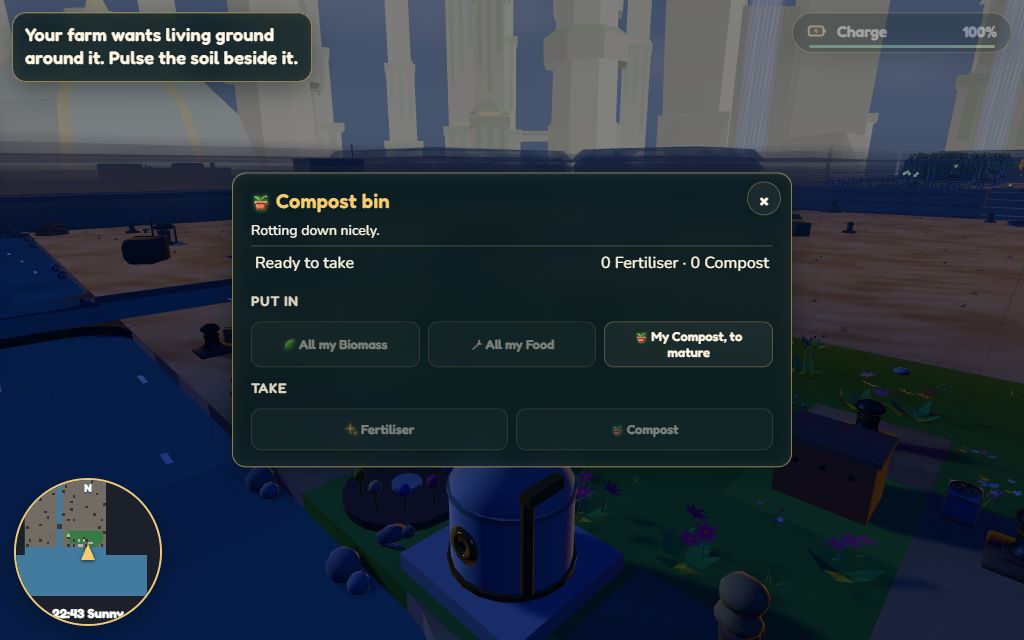 Your farm wants living ground
around it. Pulse the soil beside it.
Charge 100%
Compost bin
Rotting down nicely.
Ready to take 0 Fertiliser · 0 Compost
PUT IN
All my Biomass
All my Food
My Compost, to
mature
TAKE
Fertiliser
Compost
N
22:43 Sunny